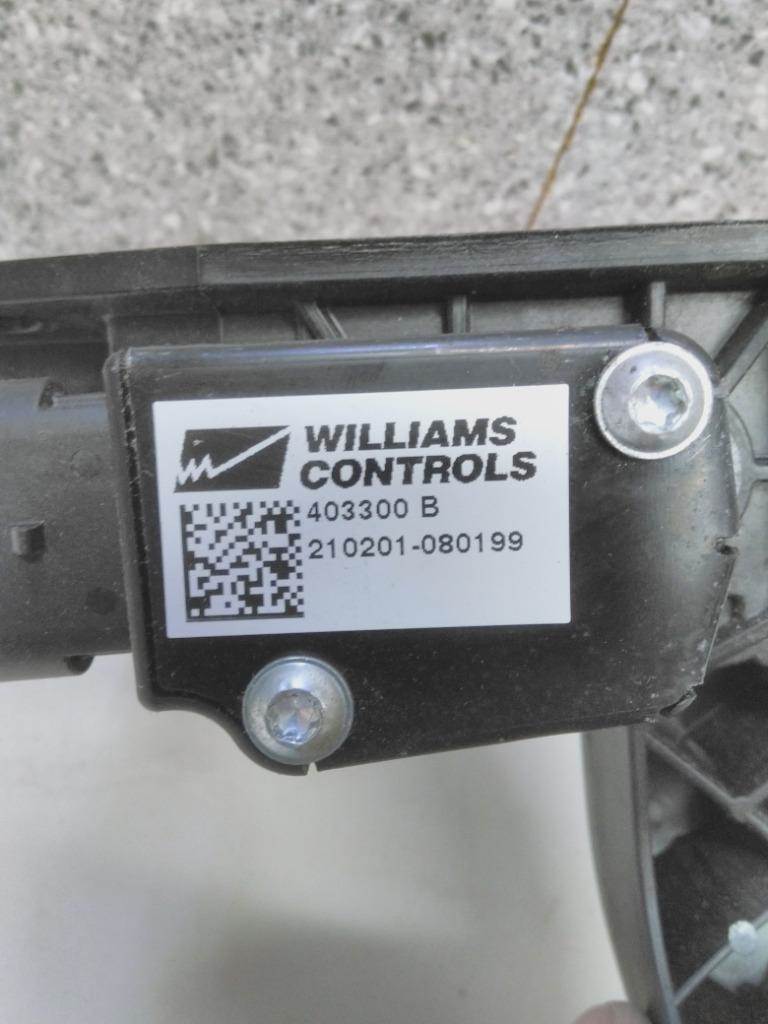 WILLIAMS
CONTROLS
403300 B
210201-080199